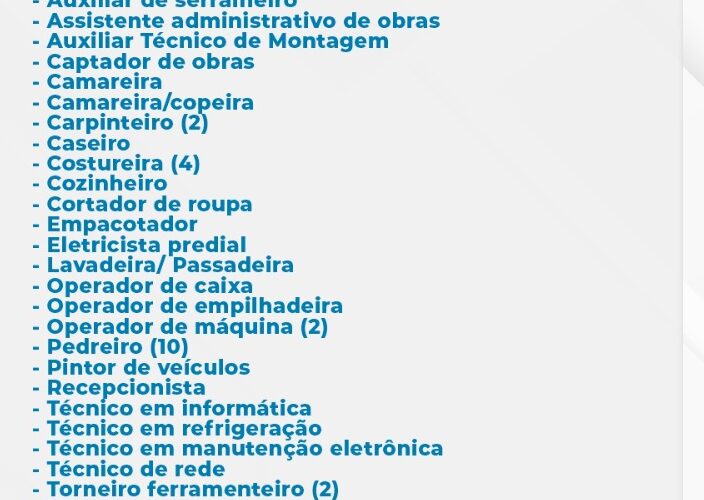 - Auxiliar de serralheiro
- Assistente administrativo de obras
- Auxiliar Técnico de Montagem
- Captador de obras
- Camareira
- Camareira/copeira
- Carpinteiro (2)
- Caseiro
- Costureira (4)
- Cozinheiro
- Cortador de roupa
- Empacotador
- Eletricista predial
- Lavadeira/ Passadeira
- Operador de caixa
- Operador de empilhadeira
- Operador de máquina (2)
- Pedreiro (10)
- Pintor de veículos
- Recepcionista
- Técnico em informática
- Técnico em refrigeração
- Técnico em manutenção eletrônica
- Técnico de rede
- Torneiro ferramenteiro (2)